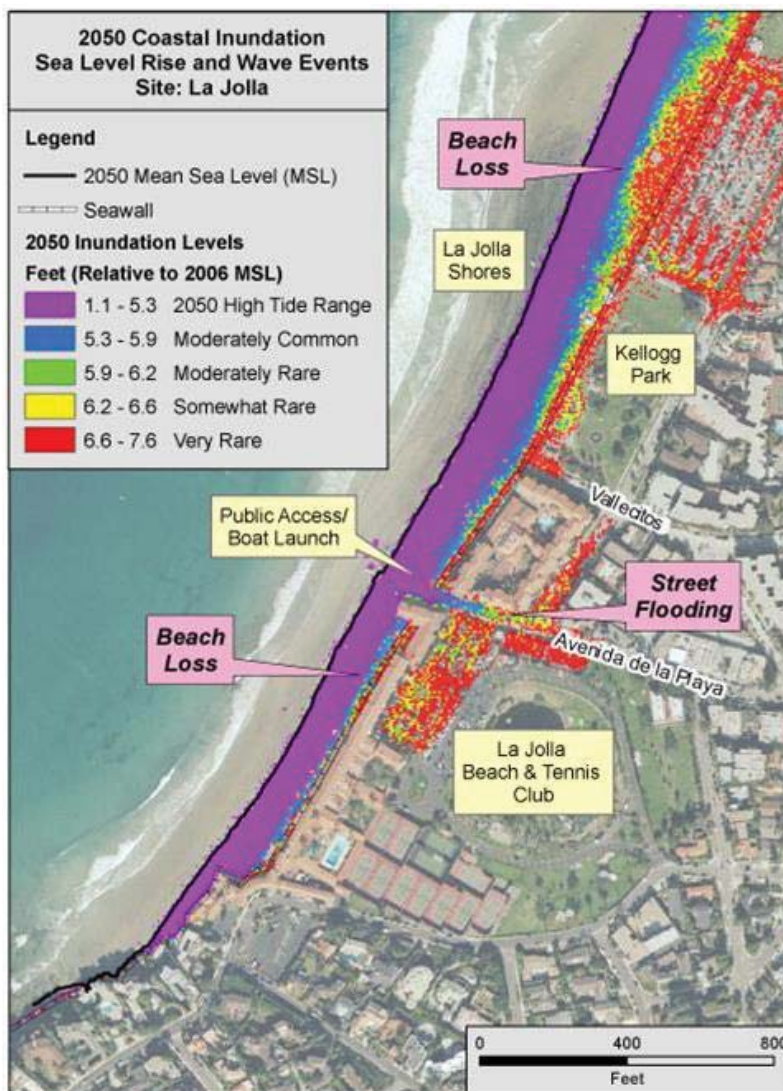 2050 Coastal Inundation
Sea Level Rise and Wave Events
Site: La Jolla
Legend
2050 Mean Sea Level (MSL)
Seawall
2050 Inundation Levels
Feet (Relative to 2006 MSL)
1.1 - 5.3 2050 High Tide Range
5.3 - 5.9 Moderately Common
5.9 - 6.2 Moderately Rare
6.2 - 6.6 Somewhat Rare
6.6 - 7.6 Very Rare
Beach
Loss
La Jolla
Shores
Kellogg
Park
Vallecitos
Public Access/
Boat Launch
Street
Flooding
Beach
Loss
Avenida de la Playa
La Jolla
Beach & Tennis
Club
0 400 800
Feet